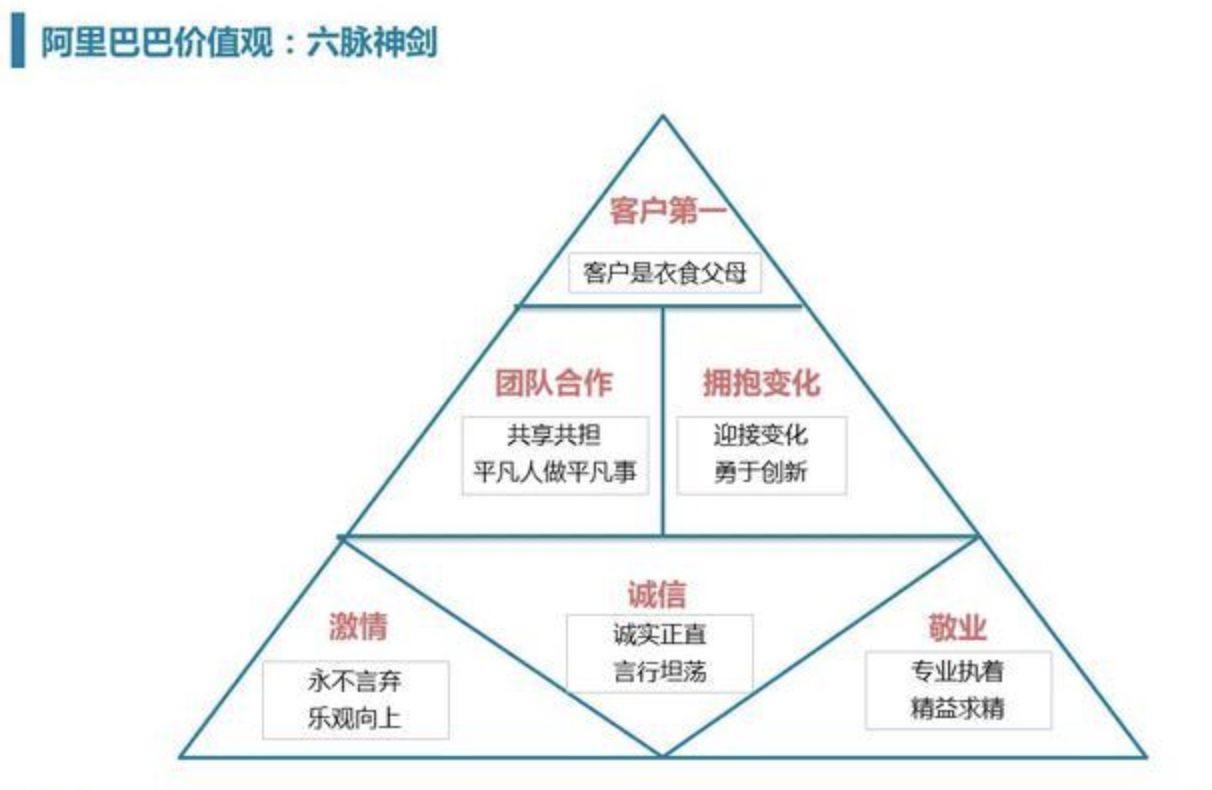 阿里巴巴价值观：六脉神剑
客户第一
客户是衣食父母
团队合作
共享共担
平凡人做平凡事
拥抱变化
迎接变化
勇于创新
激情
永不言弃
乐观向上
诚信
诚实正直
言行坦荡
敬业
专业执着
精益求精